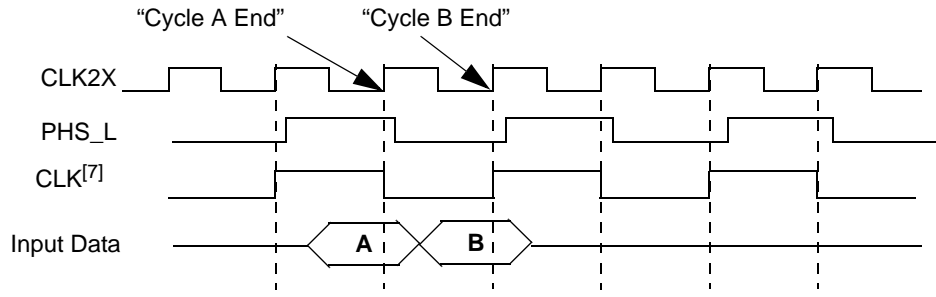 “Cycle A End” “Cycle B End”
CLK2X
PHS_L
CLK[7]
Input Data A B